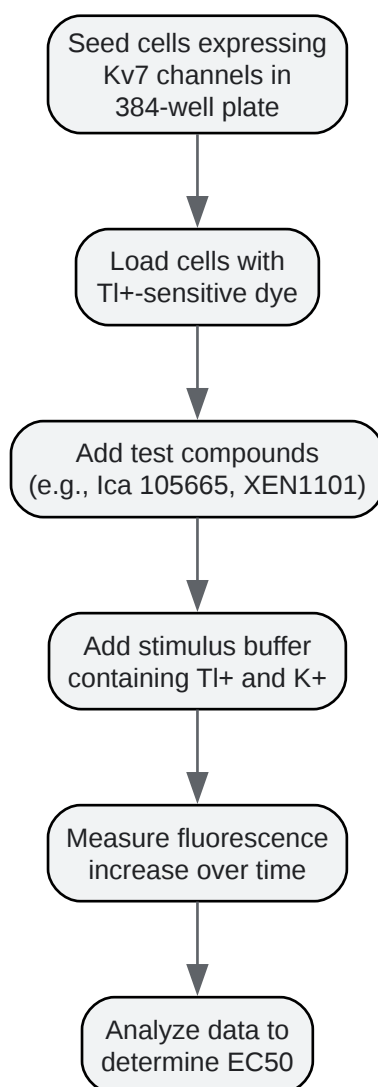 Seed cells expressing
Kv7 channels in
384-well plate
Load cells with
Tl+-sensitive dye
Add test compounds
(e.g., Ica 105665, XEN1101)
Add stimulus buffer
containing Tl+ and K+
Measure fluorescence
increase over time
Analyze data to
determine EC50